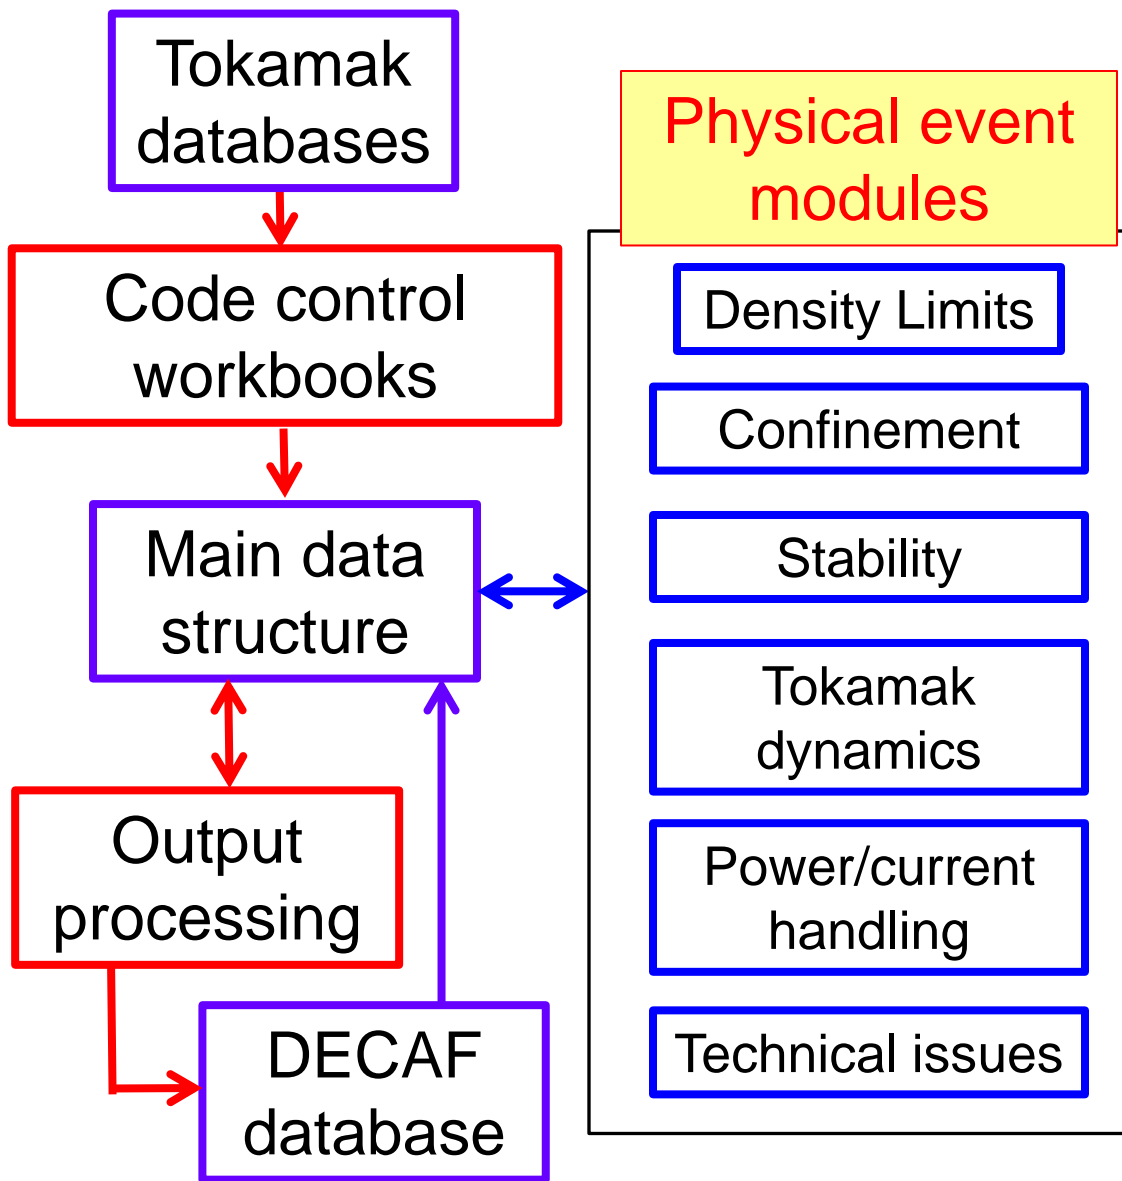 Tokamak
databases
Code control
workbooks
Main data
structure
Output
processing
DECAF
database
Physical event
modules
Density Limits
Confinement
Stability
Tokamak
dynamics
Power/current
handling
Technical issues